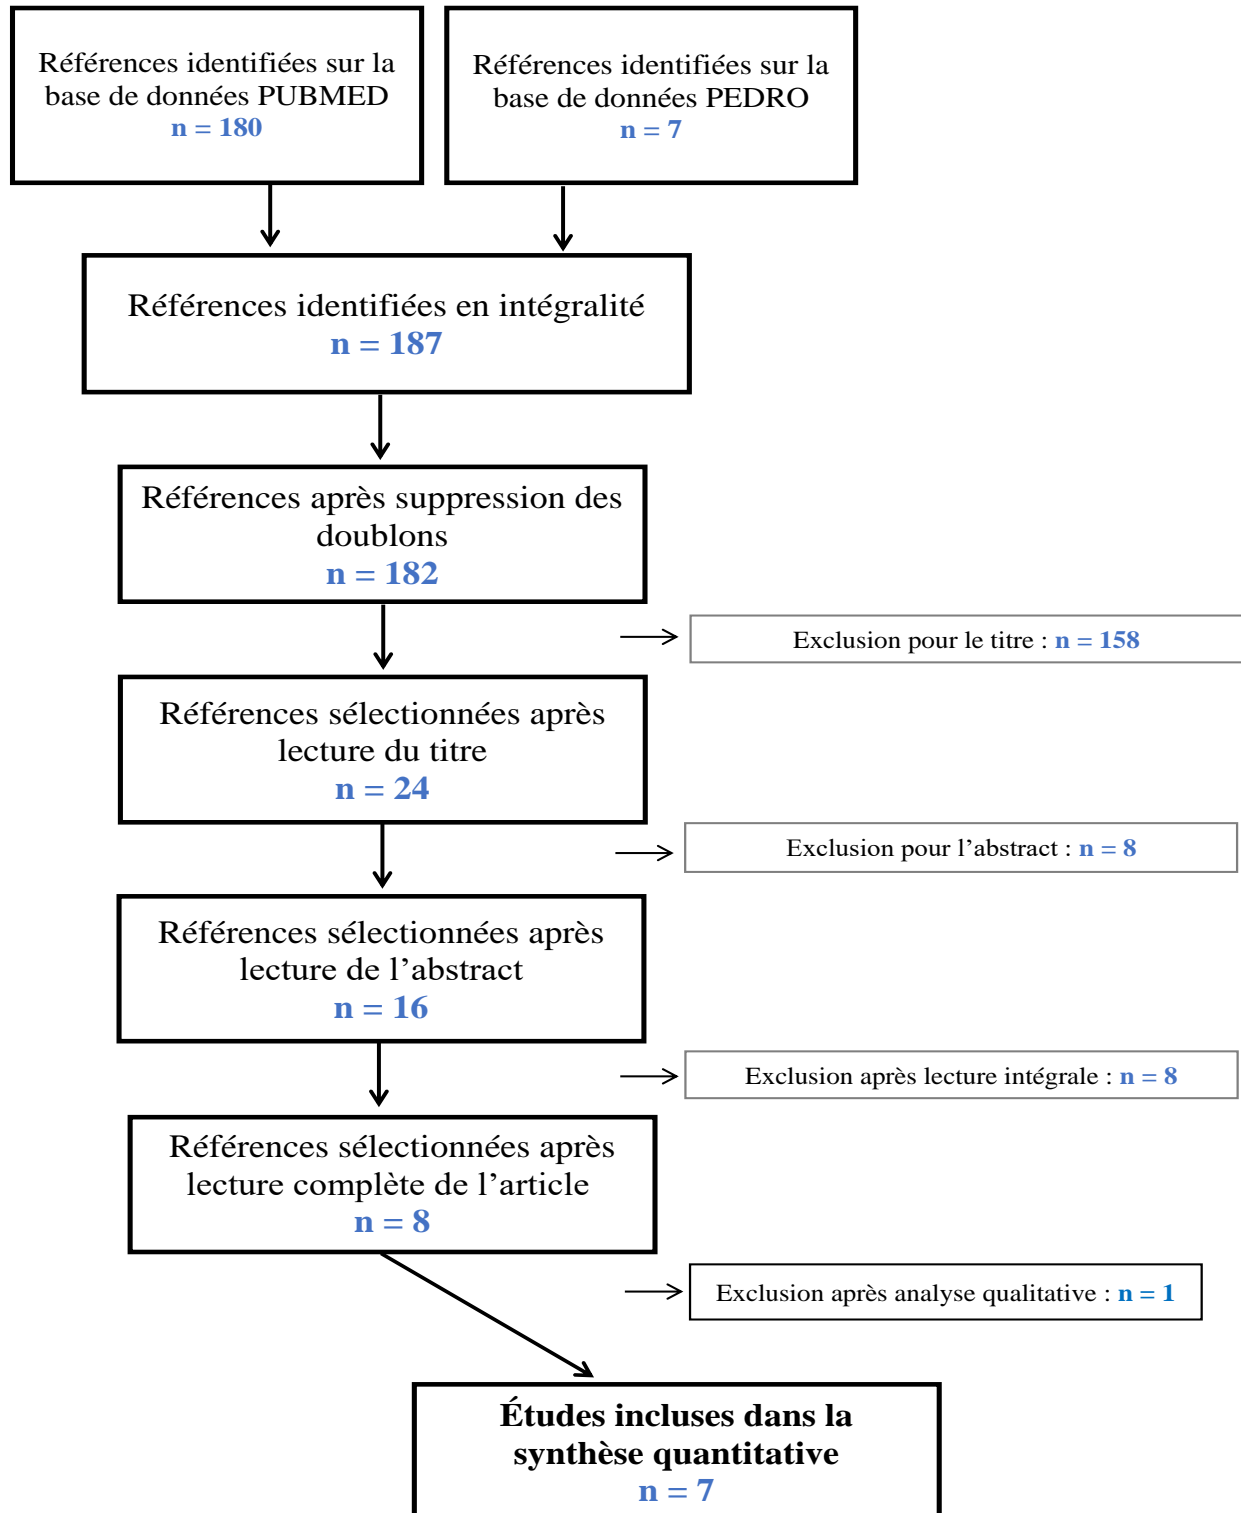 Références identifiées sur la
base de données PUBMED
n = 180
Références identifiées sur la
base de données PEDRO
n = 7
Références identifiées en intégralité
n = 187
Références après suppression des
doublons
n = 182
Exclusion pour le titre : n = 158
Références sélectionnées après
lecture du titre
n = 24
Exclusion pour l’abstract : n = 8
Références sélectionnées après
lecture de l’abstract
n = 16
Exclusion après lecture intégrale : n = 8
Références sélectionnées après
lecture complète de l’article
n = 8
Exclusion après analyse qualitative : n = 1
Études incluses dans la
synthèse quantitative
n = 7